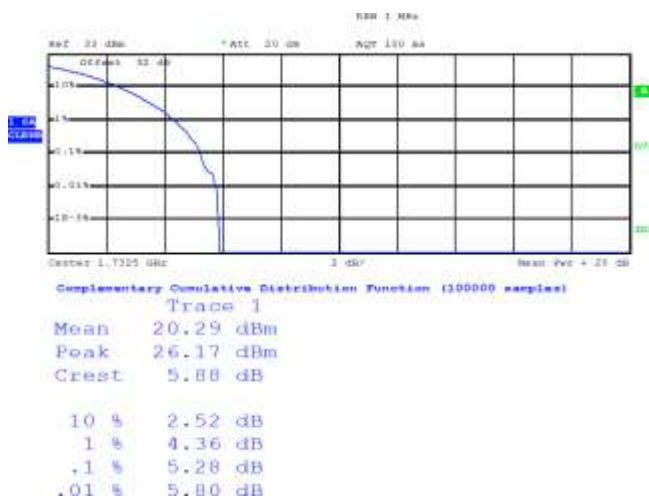 RBW 1 MHz
Ref 33 dBm *Att 20 dB AQT 100 ms
Offset 32 dB
10%
A
1 SA
CLRWR
1%
0.1%
0.01%
Center 1.7325 GHz 2 dB/ Mean Pwr + 20 dB
Complementary Cumulative Distribution Function (100000 samples)
Trace 1
Mean 20.29 dBm
Peak 26.17 dBm
Crest 5.88 dB
10 % 2.52 dB
1 % 4.36 dB
.1 % 5.28 dB
.01 % 5.80 dB